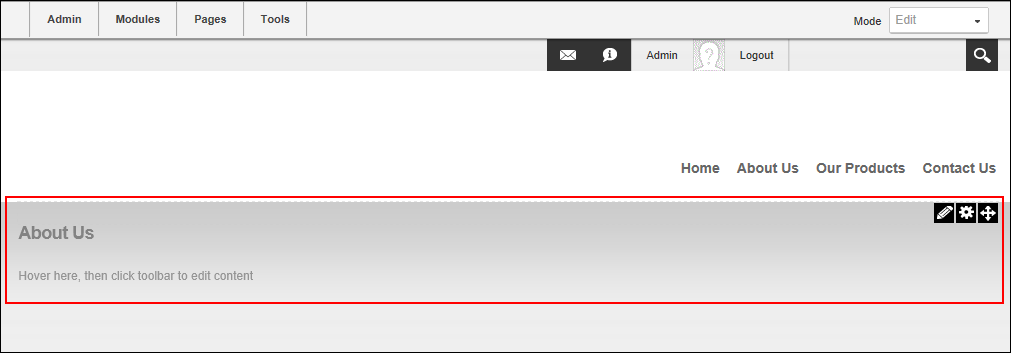 Admin Modules Pages Tools Mode Edit
Admin Logout
Home About Us Our Products Contact Us
About Us
Hover here, then click toolbar to edit content